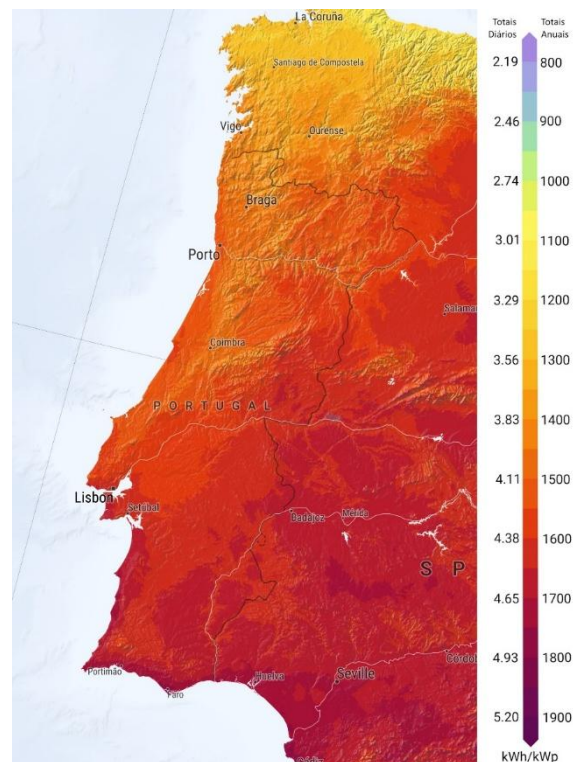 La Coruña
Santiago de Compostela
Vigo
Ourense
Braga
Porto
Salaman
Coimbra
PORTUGAL
Lisbon
Setúbal
Badajoz
Mérida
S P
Portimão
Faro
Huelva
Seville
Córdob
Totais
Diários
Totais
Anuais
2.19 800
2.46 900
2.74 1000
3.01 1100
3.29 1200
3.56 1300
3.83 1400
4.11 1500
4.38 1600
4.65 1700
4.93 1800
5.20 1900
kWh/kWp